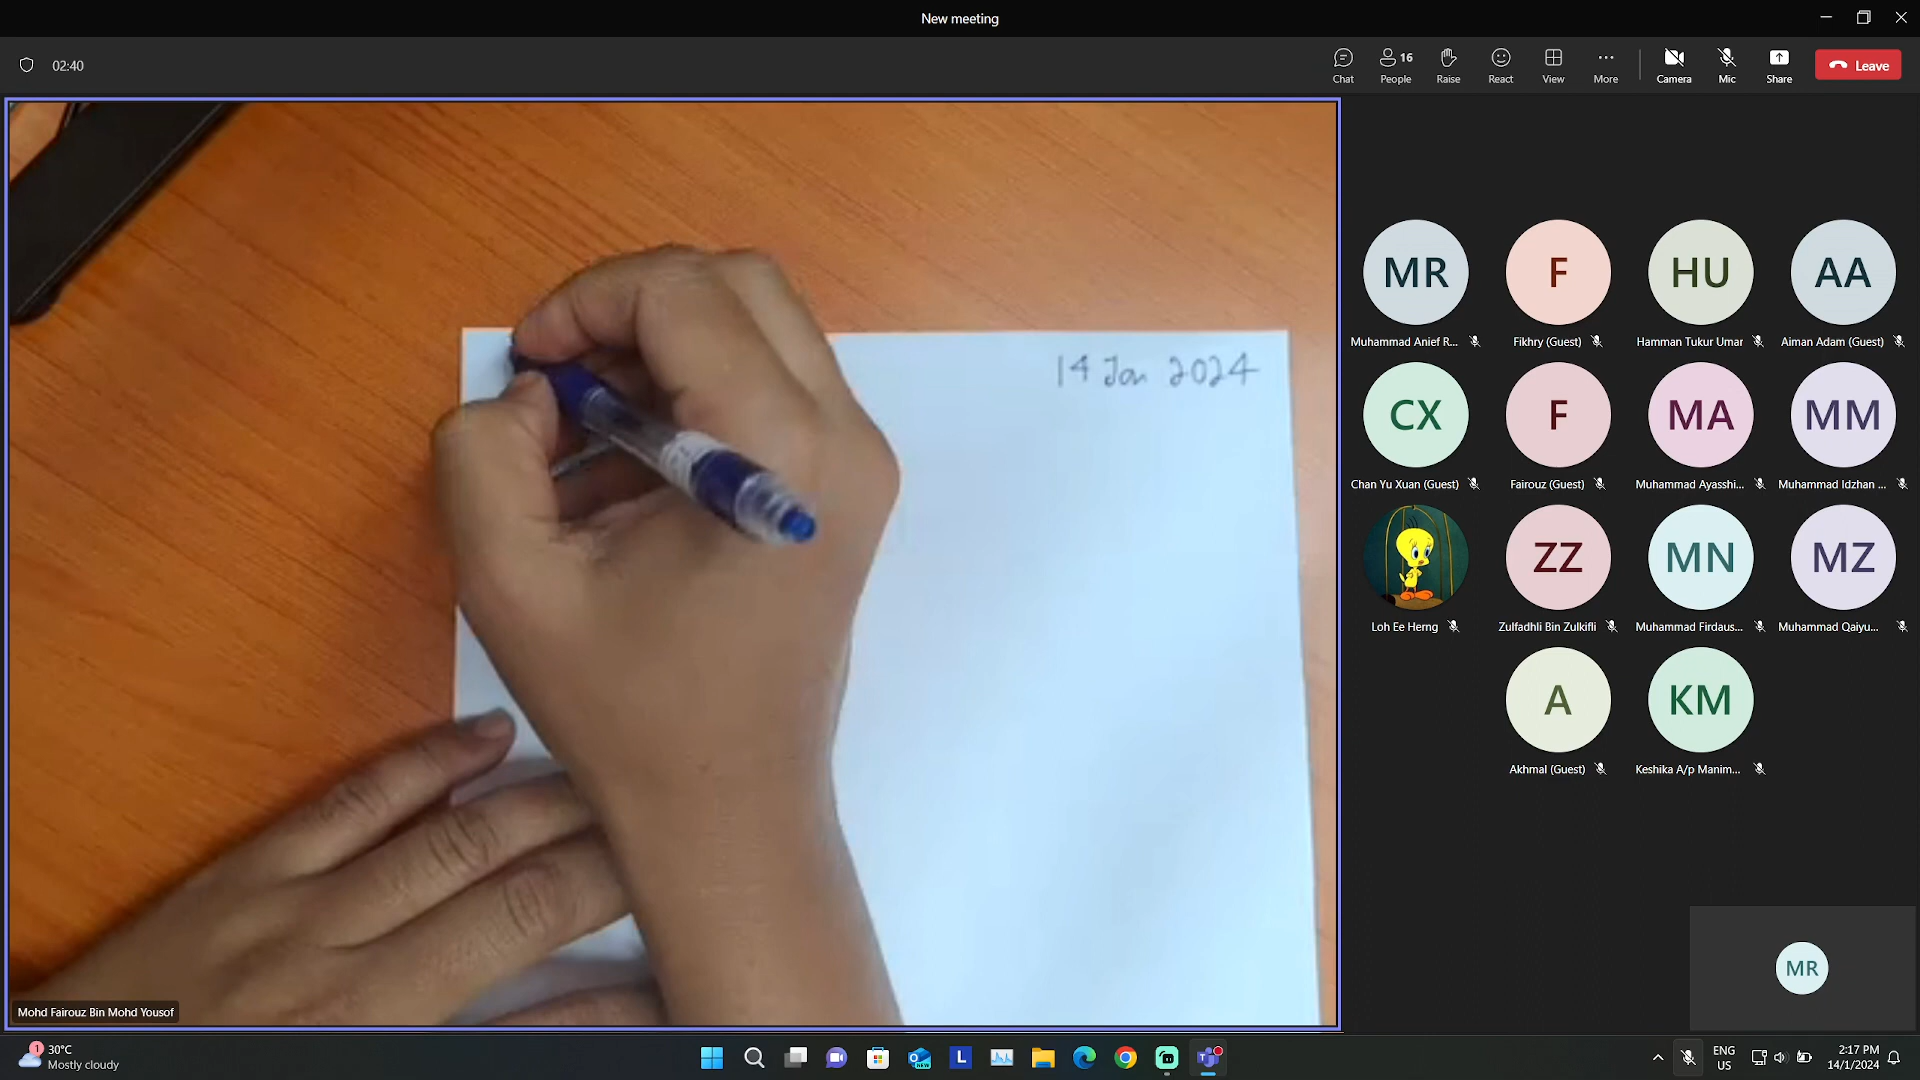 New meeting
02:40
Chat
16
People
Raise
React
View
More
Camera
Mic
Share
Leave
14 Jan 2024
MR
F
HU
AA
Muhammad Anief R...
Fikhry (Guest)
Hamman Tukur Umar
Aiman Adam (Guest)
CX
F
MA
MM
Chan Yu Xuan (Guest)
Fairouz (Guest)
Muhammad Ayasshi...
Muhammad Idzhan ...
ZZ
MN
MZ
Loh Ee Herng
Zulfadhli Bin Zulkifli
Muhammad Firdaus...
Muhammad Qaiyu...
A
KM
Akhmal (Guest)
Keshika A/p Manim...
MR
Mohd Fairouz Bin Mohd Yousof
1
30°C
Mostly cloudy
NEW
L
ENG
US
2:17 PM
14/1/2024